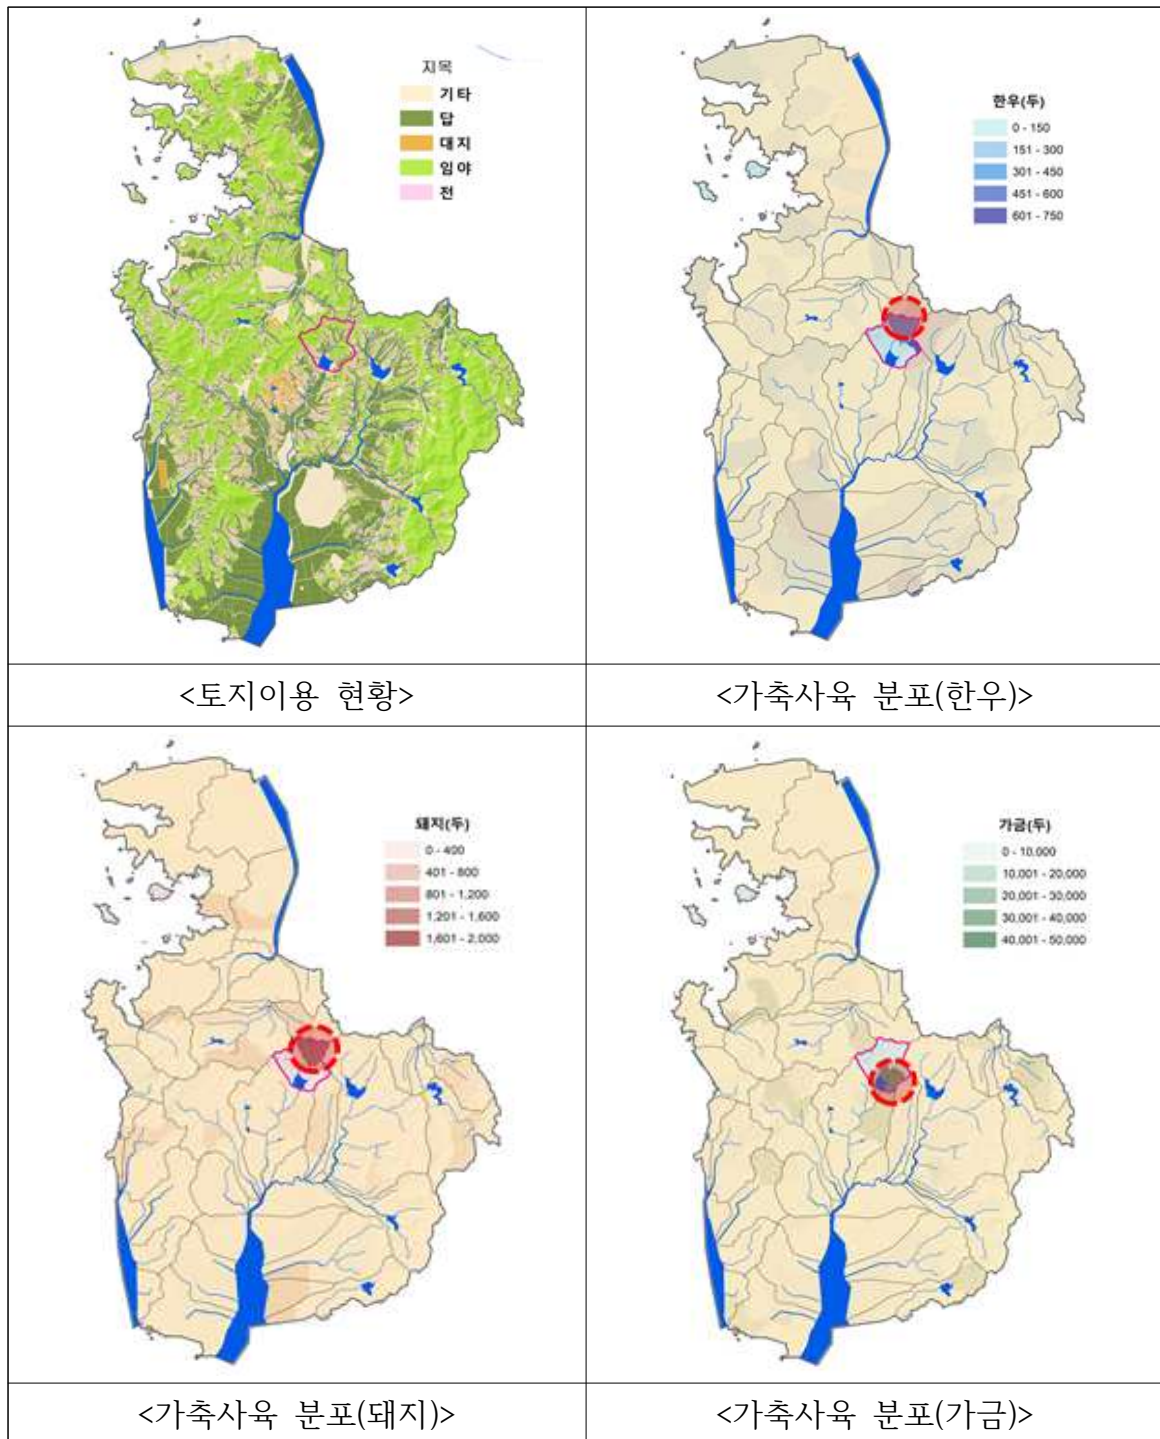 지목
기타
답
대지
임야
전
한우(두)
0 - 150
151 - 300
301 - 450
451 - 600
601 - 750
<토지이용 현황>
<가축사육 분포(한우)>
돼지(두)
0 - 400
401 - 800
801 - 1,200
1,201 - 1,600
1,601 - 2,000
가금(두)
0 - 10,000
10,001 - 20,000
20,001 - 30,000
30,001 - 40,000
40,001 - 50,000
<가축사육 분포(돼지)>
<가축사육 분포(가금)>